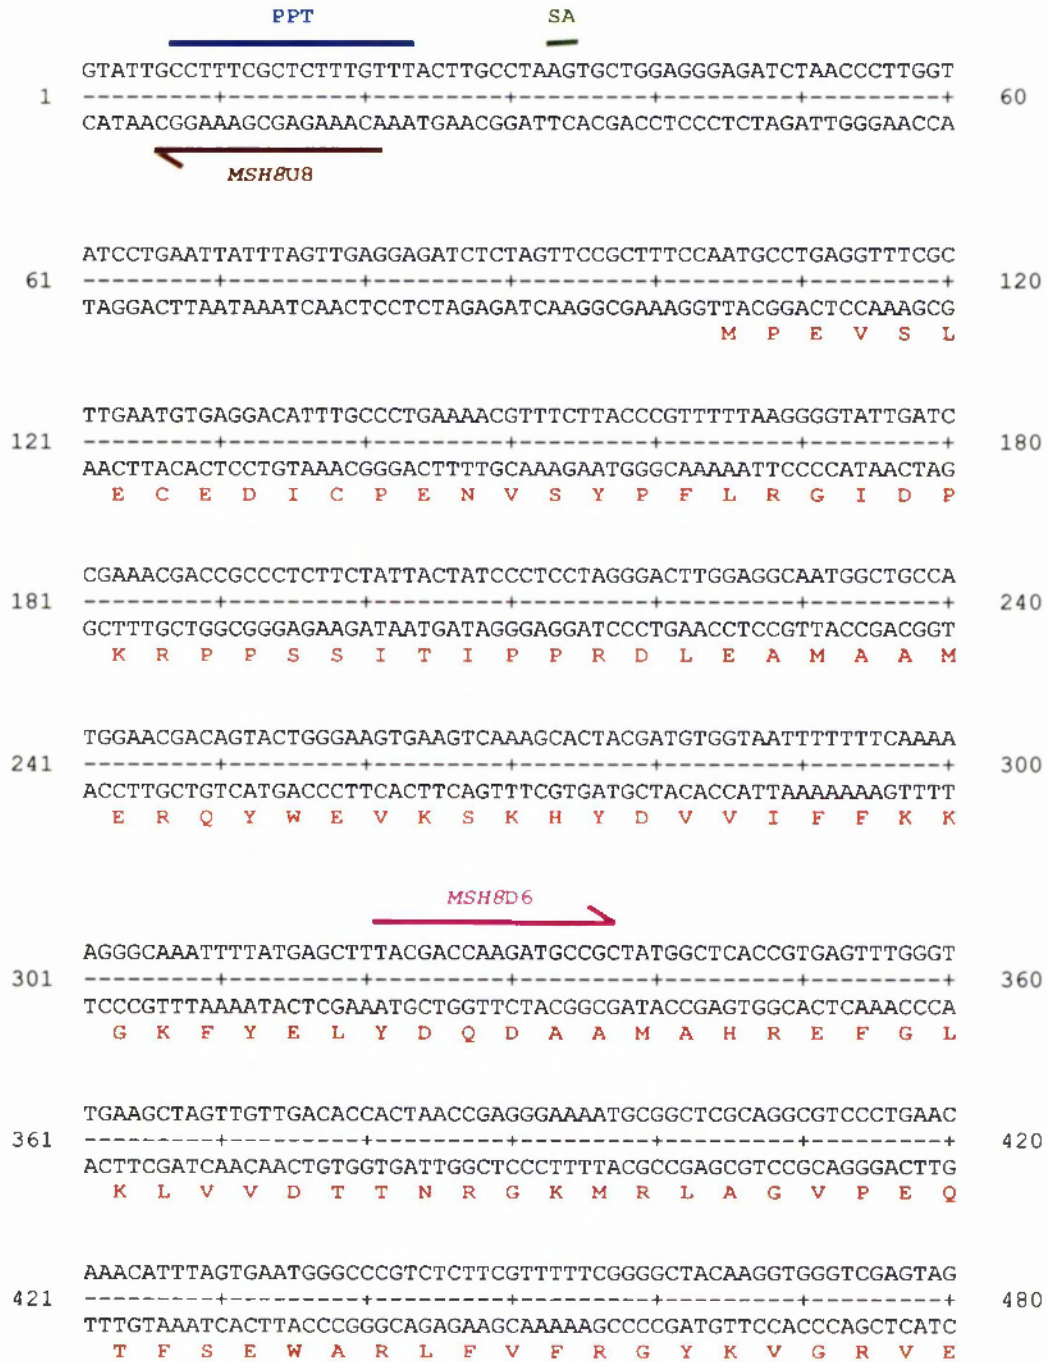 PPT SA
GTATTGCCTTTCGCTCTTTGTTTACTTGCCTAAGTGCTGGAGGGAGATCTAACCCTTGGT
1 ---------+---------+---------+---------+---------+---------+ 60
CATAACGGAAAGCGAGAAACAAATGAACGGATTCACGACCTCCCTCTAGATTGGGAACCA
MSH8U8
ATCCTGAATTATTTAGTTGAGGAGATCTCTAGTTCCGCTTTCCAATGCCTGAGGTTTCGC
61 ---------+---------+---------+---------+---------+---------+ 120
TAGGACTTAATAAATCAACTCCTCTAGAGATCAAGGCGAAAGGTTACGGACTCCAAAGCG
M P E V S L
TTGAATGTGAGGACATTTGCCCTGAAAACGTTTCTTACCCGTTTTTAAGGGGTATTGATC
121 ---------+---------+---------+---------+---------+---------+ 180
AACTTACACTCCTGTAAACGGGACTTTTGCAAAGAATGGGCAAAAATTCCCCATAACTAG
E C E D I C P E N V S Y P F L R G I D P
CGAAACGACCGCCCTCTTCTATTACTATCCCTCCTAGGGACTTGGAGGCAATGGCTGCCA
181 ---------+---------+---------+---------+---------+---------+ 240
GCTTTGCTGGCGGGAGAAGATAATGATAGGGAGGATCCCTGAACCTCCGTTACCGACGGT
K R P P S S I T I P P R D L E A M A A M
TGGAACGACAGTACTGGGAAGTGAAGTCAAAGCACTACGATGTGGTAATTTTTTTCAAAA
241 ---------+---------+---------+---------+---------+---------+ 300
ACCTTGCTGTCATGACCCTTCACTTCAGTTTCGTGATGCTACACCATTAAAAAAAGTTTT
E R Q Y W E V K S K H Y D V V I F F K K
MSH8D6
AGGGCAAATTTTATGAGCTTTACGACCAAGATGCCGCTATGGCTCACCGTGAGTTTGGGT
301 ---------+---------+---------+---------+---------+---------+ 360
TCCCGTTTAAAATACTCGAAATGCTGGTTCTACGGCGATACCGAGTGGCACTCAAACCCA
G K F Y E L Y D Q D A A M A H R E F G L
TGAAGCTAGTTGTTGACACCACTAACCGAGGGAAAATGCGGCTCGCAGGCGTCCCTGAAC
361 ---------+---------+---------+---------+---------+---------+ 420
ACTTCGATCAACAACTGTGGTGATTGGCTCCCTTTTACGCCGAGCGTCCGCAGGGACTTG
K L V V D T T N R G K M R L A G V P E Q
AAACATTTAGTGAATGGGCCCGTCTCTTCGTTTTTCGGGGCTACAAGGTGGGTCGAGTAG
421 ---------+---------+---------+---------+---------+---------+ 480
TTTGTAAATCACTTACCCGGGCAGAGAAGCAAAAAGCCCCGATGTTCCACCCAGCTCATC
T F S E W A R L F V F R G Y K V G R V E